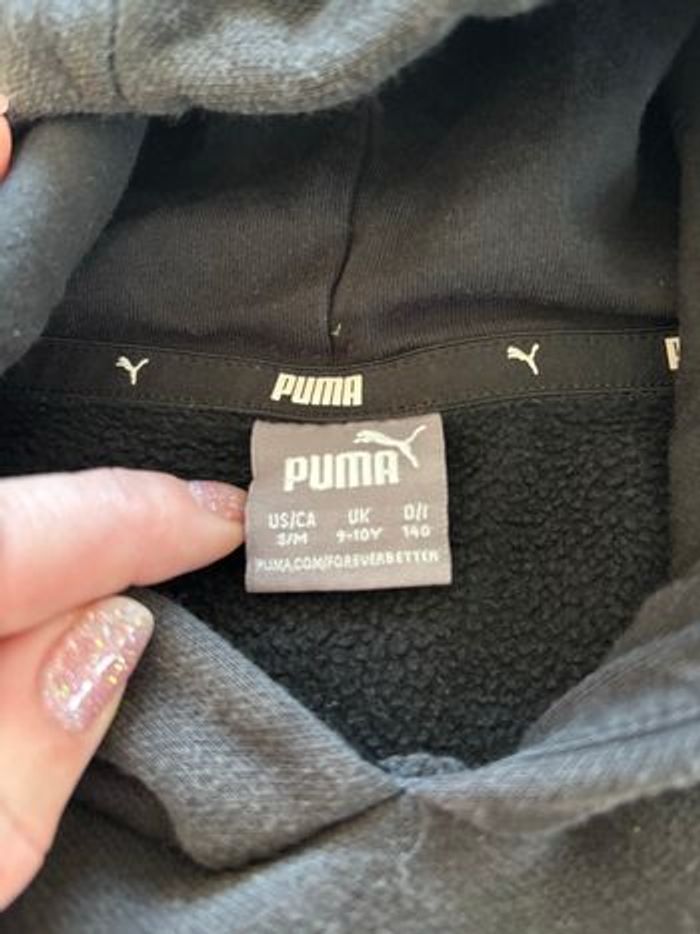 PUMA
PUMA
US/CA UK D/I
S/M 9-10Y 140
PUMA.COM/FOREVERBETTER